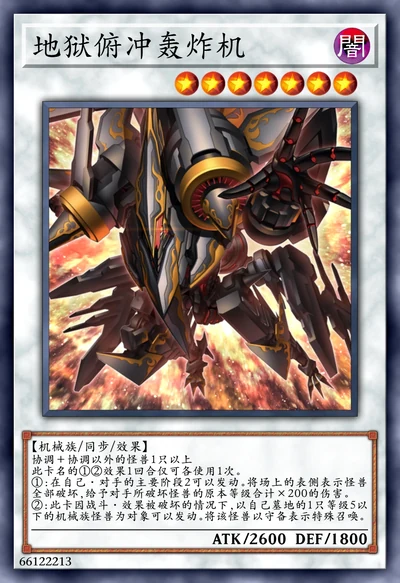 地狱俯冲轰炸机
闇
【机械族/同步/效果】
协调＋协调以外的怪兽1只以上
此卡名的①②效果1回合仅可各使用1次。
①:在自己·对手的主要阶段2可以发动。将场上的表侧表示怪兽
全部破坏,给予对手所破坏怪兽的原本等级合计×200的伤害。
②:此卡因战斗·效果被破坏的情况下,以自己墓地的1只等级5以
下的机械族怪兽为对象可以发动。将该怪兽以守备表示特殊召唤。
ATK/2600 DEF/1800
66122213